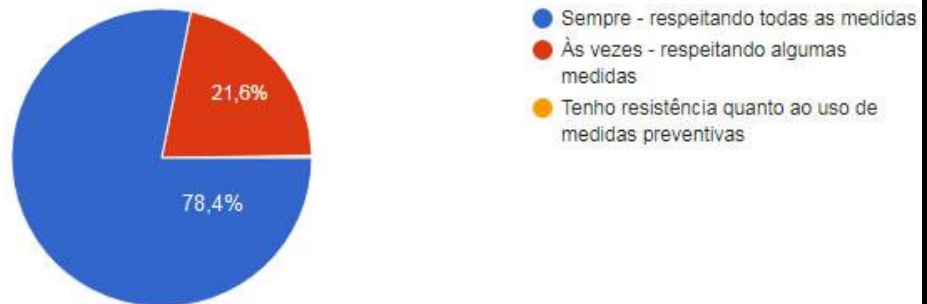 21,6%
78,4%
Sempre - respeitando todas as medidas
Às vezes - respeitando algumas
medidas
Tenho resistência quanto ao uso de
medidas preventivas